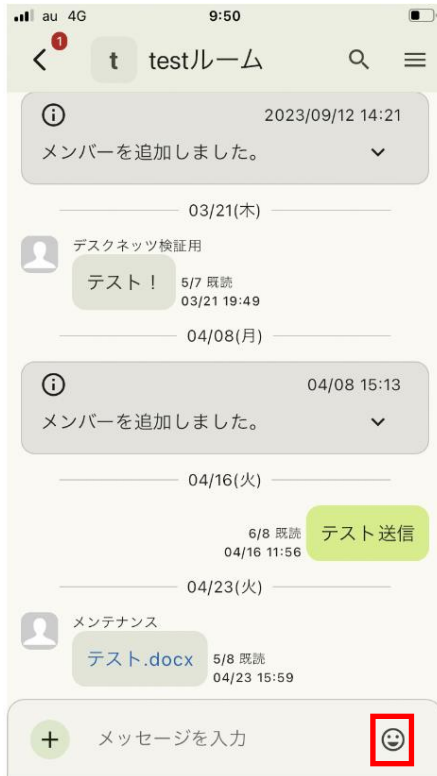 au 4G 9:50
1
t testルーム
2023/09/12 14:21
メンバーを追加しました。
03/21(木)
デスクネッツ検証用
テスト！ 5/7 既読
03/21 19:49
04/08(月)
04/08 15:13
メンバーを追加しました。
04/16(火)
6/8 既読 テスト送信
04/16 11:56
04/23(火)
メンテナンス
テスト.docx 5/8 既読
04/23 15:59
+ メッセージを入力